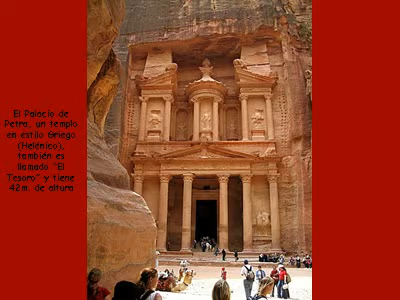 El Palacio de
Petra, un templo
en estilo Griego
(Helénico),
también es
llamado "El
Tesoro" y tiene
42m. de altura